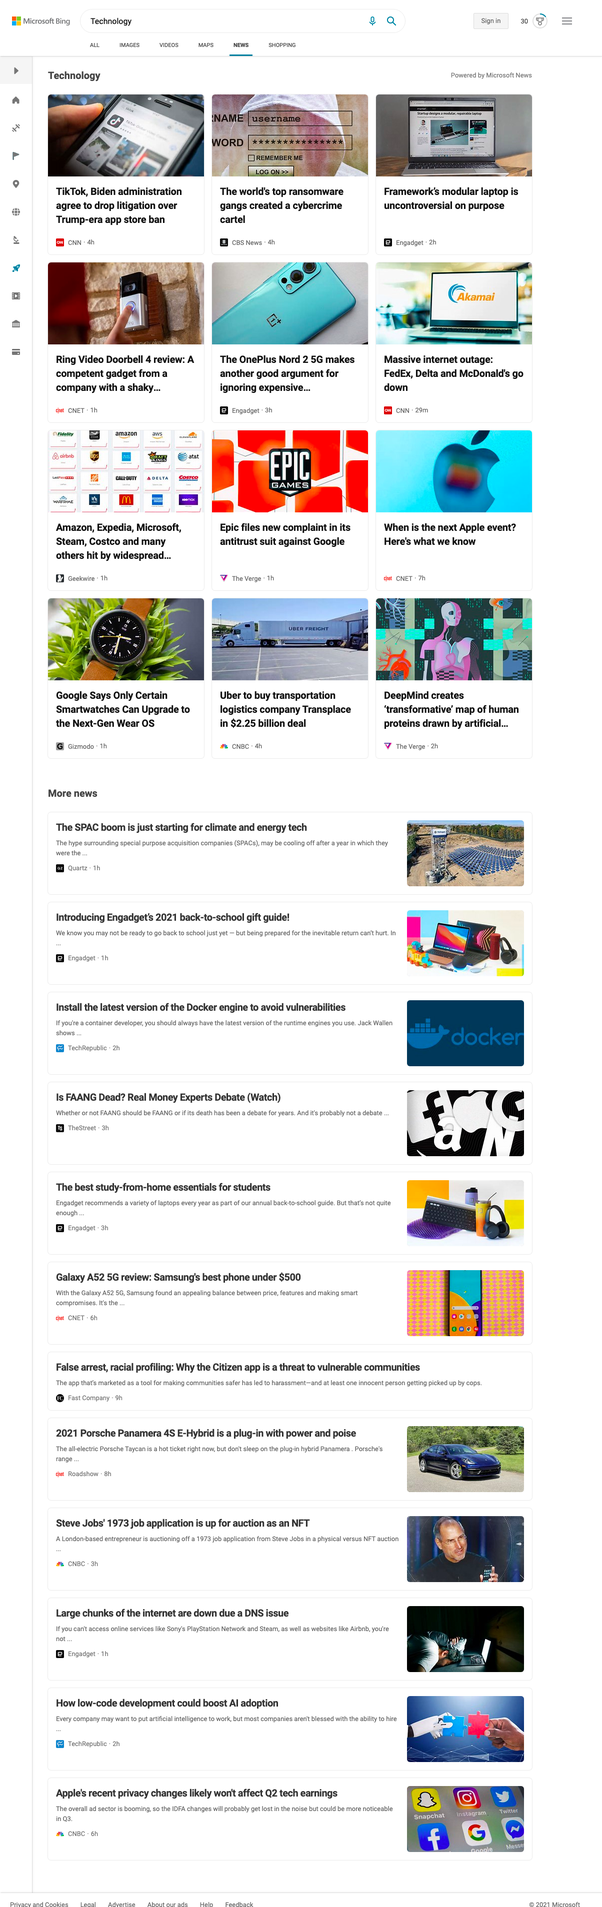 Microsoft Bing
Technology
Sign in
30
ALL
IMAGES
VIDEOS
MAPS
NEWS
SHOPPING
Technology
Powered by Microsoft News
NAME username
WORD ***************
REMEMBER ME
LOG ON >>
TikTok, Biden administration
agree to drop litigation over
Trump-era app store ban
CNN · 4h
The world's top ransomware
gangs created a cybercrime
cartel
CBS News · 4h
Framework's modular laptop is
uncontroversial on purpose
Engadget · 2h
Akamai
Ring Video Doorbell 4 review: A
competent gadget from a
company with a shaky...
CNET · 1h
The OnePlus Nord 2 5G makes
another good argument for
ignoring expensive...
Engadget · 3h
Massive internet outage:
FedEx, Delta and McDonald's go
down
CNN · 29m
Fidelity
amazon
aws
airbnb
at&t
CALL OF DUTY
DELTA
COSTCO
EPIC
GAMES
Amazon, Expedia, Microsoft,
Steam, Costco and many
others hit by widespread...
Geekwire · 1h
Epic files new complaint in its
antitrust suit against Google
The Verge · 1h
When is the next Apple event?
Here's what we know
CNET · 7h
UBER FREIGHT
Google Says Only Certain
Smartwatches Can Upgrade to
the Next-Gen Wear OS
Gizmodo · 1h
Uber to buy transportation
logistics company Transplace
in $2.25 billion deal
CNBC · 4h
DeepMind creates
'transformative' map of human
proteins drawn by artificial...
The Verge · 2h
More news
The SPAC boom is just starting for climate and energy tech
The hype surrounding special purpose acquisition companies (SPACs), may be cooling off after a year in which they
were the ...
Quartz · 1h
Introducing Engadget's 2021 back-to-school gift guide!
We know you may not be ready to go back to school just yet — but being prepared for the inevitable return can't hurt. In
...
Engadget · 1h
Install the latest version of the Docker engine to avoid vulnerabilities
If you're a container developer, you should always have the latest version of the runtime engines you use. Jack Wallen
shows ...
TechRepublic · 2h
docker
Is FAANG Dead? Real Money Experts Debate (Watch)
Whether or not FAANG should be FAANG or if its death has been a debate for years. And it's probably not a debate ...
TheStreet · 3h
The best study-from-home essentials for students
Engadget recommends a variety of laptops every year as part of our annual back-to-school guide. But that's not quite
enough ...
Engadget · 3h
Galaxy A52 5G review: Samsung's best phone under $500
With the Galaxy A52 5G, Samsung found an appealing balance between price, features and making smart
compromises. It's the ...
CNET · 6h
False arrest, racial profiling: Why the Citizen app is a threat to vulnerable communities
The app that's marketed as a tool for making communities safer has led to harassment—and at least one innocent person getting picked up by cops.
Fast Company · 9h
2021 Porsche Panamera 4S E-Hybrid is a plug-in with power and poise
The all-electric Porsche Taycan is a hot ticket right now, but don't sleep on the plug-in hybrid Panamera . Porsche's
range ...
Roadshow · 8h
Steve Jobs' 1973 job application is up for auction as an NFT
A London-based entrepreneur is auctioning off a 1973 job application from Steve Jobs in a physical versus NFT auction
...
CNBC · 3h
Large chunks of the internet are down due a DNS issue
If you can't access online services like Sony's PlayStation Network and Steam, as well as websites like Airbnb, you're
not ...
Engadget · 1h
How low-code development could boost AI adoption
Every company may want to put artificial intelligence to work, but most companies aren't blessed with the ability to hire
...
TechRepublic · 2h
Apple's recent privacy changes likely won't affect Q2 tech earnings
The overall ad sector is booming, so the IDFA changes will probably get lost in the noise but could be more noticeable
in Q3.
CNBC · 6h
Snapchat
Instagram
Twitter
Google
Privacy and Cookies
Legal
Advertise
About our ads
Help
Feedback
© 2021 Microsoft